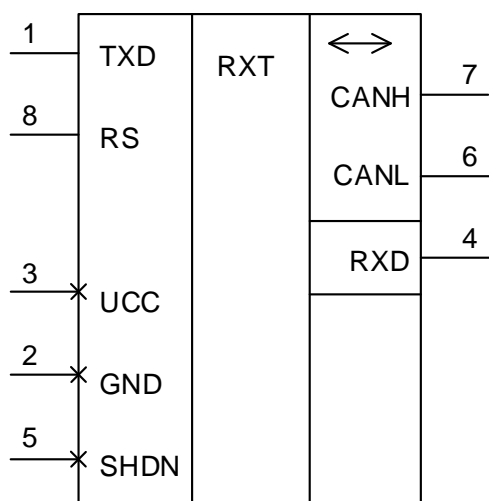 1 TXD RXT
CANH 7
8 RS
CANL 6
RXD 4
3 UCC
2 GND
5 SHDN